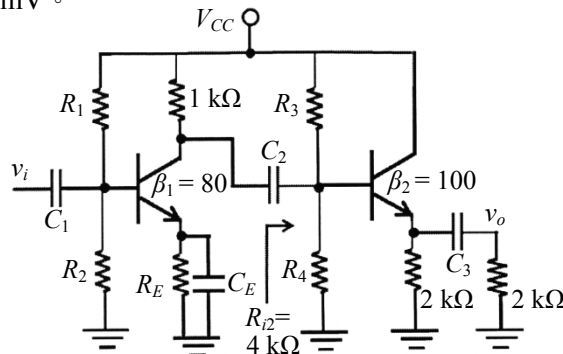 mV。
V_CC
R_1
1 kΩ
R_3
v_i
C_1
β_1 = 80
C_2
β_2 = 100
v_o
C_3
R_2
R_E
C_E
R_i2=
4 kΩ
R_4
2 kΩ
2 kΩ